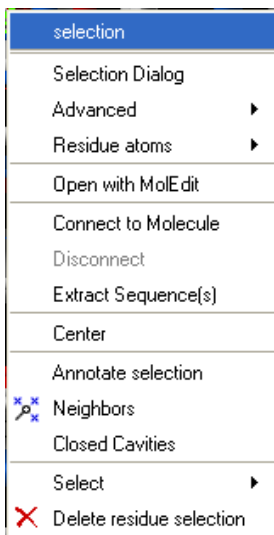 selection
Selection Dialog
Advanced
Residue atoms
Open with MolEdit
Connect to Molecule
Disconnect
Extract Sequence(s)
Center
Annotate selection
Neighbors
Closed Cavities
Select
Delete residue selection